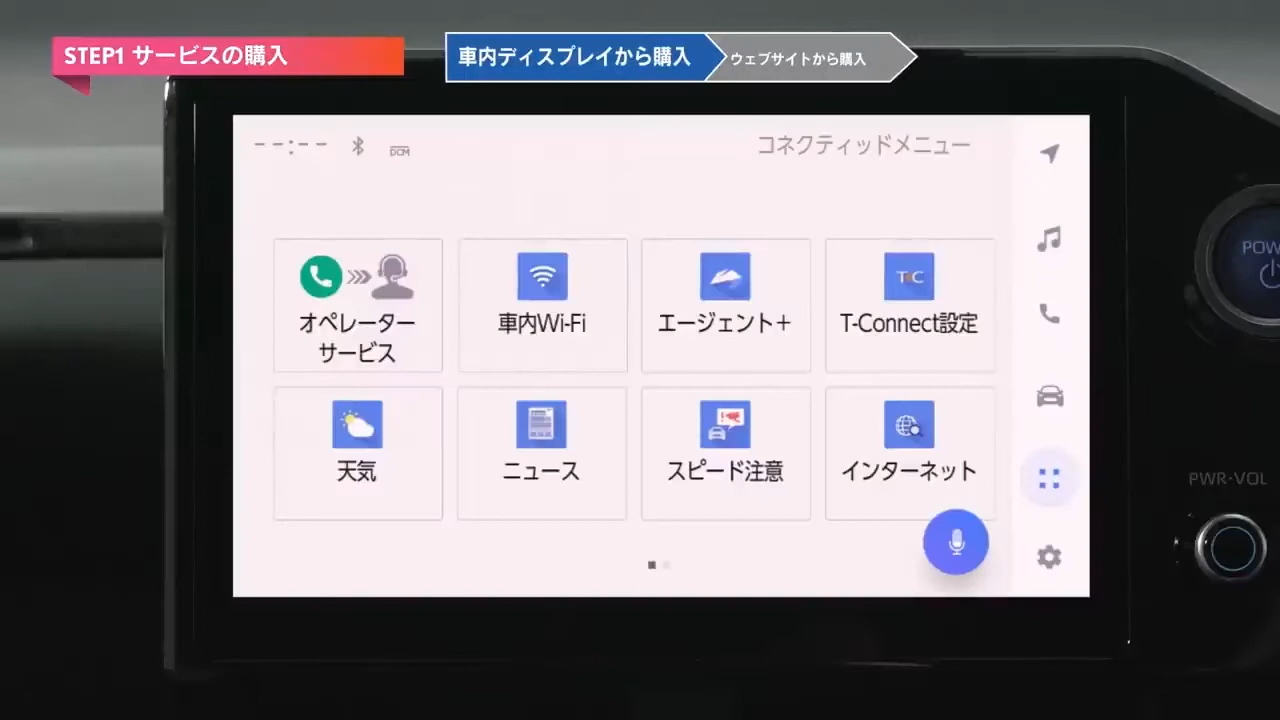 STEP1 サービスの購入
車内ディスプレイから購入
ウェブサイトから購入
--:--
DCM
コネクティッドメニュー
オペレーター
サービス
車内Wi-Fi
エージェント＋
T-Connect設定
天気
ニュース
スピード注意
インターネット
POW
PWR・VOL